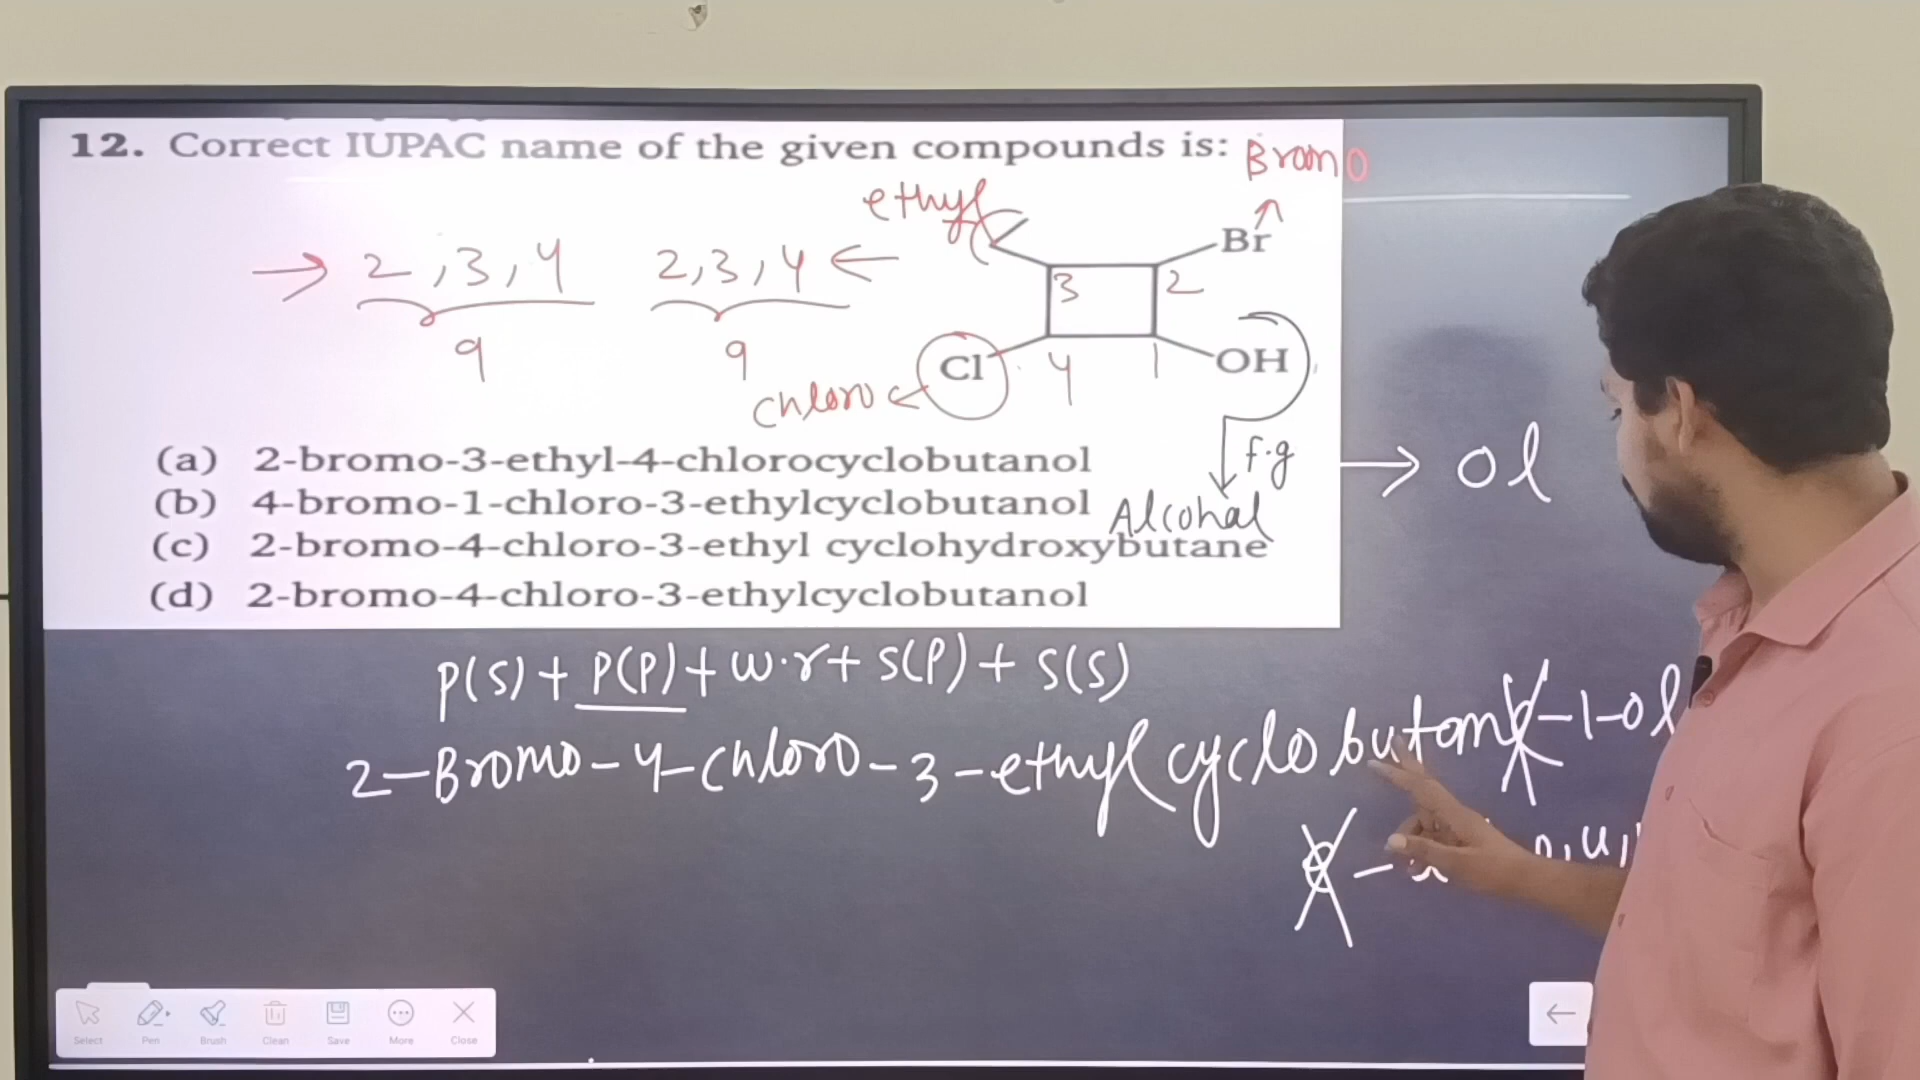 12. Correct IUPAC name of the given compounds is: Bromo
ethyl
Br
→ 2,3,4 2,3,4 ←
3 2
9 9
Cl 4 1 OH
chloro
(a) 2-bromo-3-ethyl-4-chlorocyclobutanol
f.g → ol
(b) 4-bromo-1-chloro-3-ethylcyclobutanol
Alcohal
(c) 2-bromo-4-chloro-3-ethyl cyclohydroxybutane
(d) 2-bromo-4-chloro-3-ethylcyclobutanol
P(S) + P(P) + w.r + S(P) + S(S)
2-Bromo-4-chloro-3-ethylcyclobutane-1-ol
e -
Select Pen Brush Clean Save More Close